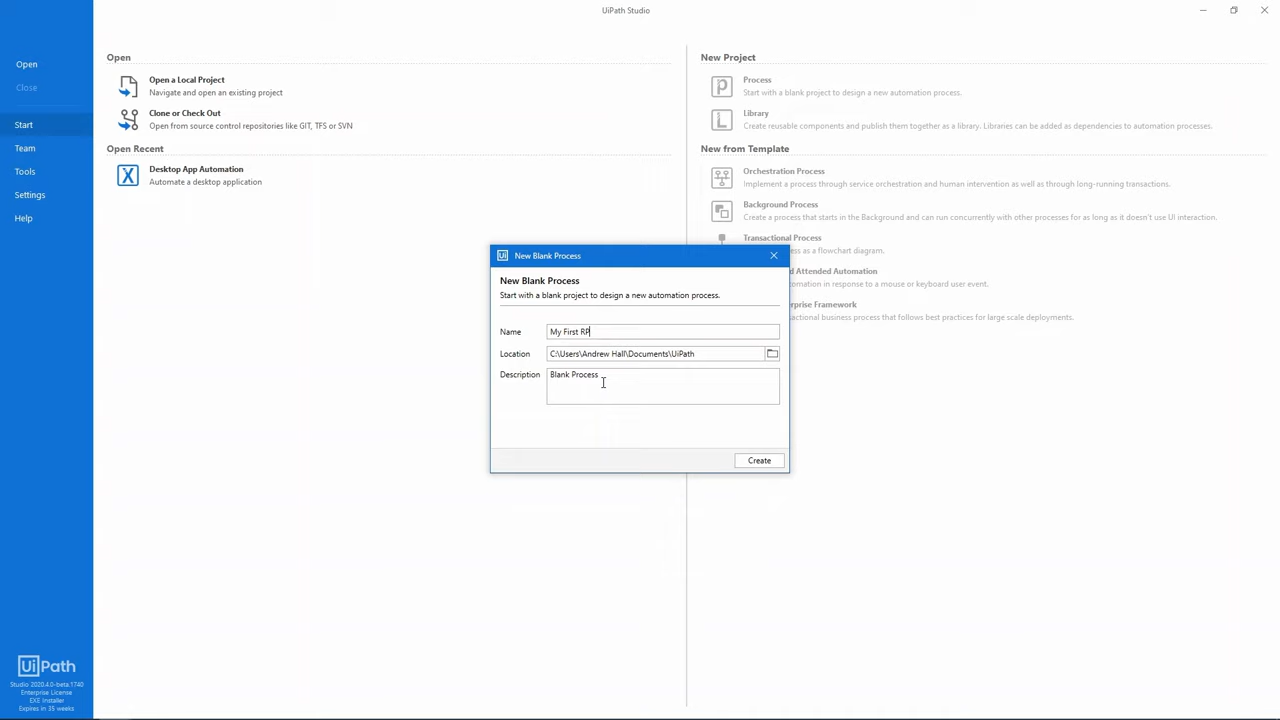 UiPath Studio
Open
Close
Start
Team
Tools
Settings
Help
Open
Open a Local Project
Navigate and open an existing project
Clone or Check Out
Open from source control repositories like GIT, TFS or SVN
Open Recent
Desktop App Automation
Automate a desktop application
New Project
Process
Start with a blank project to design a new automation process.
Library
Create reusable components and publish them together as a library. Libraries can be added as dependencies to automation processes.
New from Template
Orchestration Process
Implement a process through service orchestration and human intervention as well as through long-running transactions.
Background Process
Create a process that starts in the Background and can run concurrently with other processes for as long as it doesn't use UI interaction.
Transactional Process
as a flowchart diagram.
Attended Automation
in response to a mouse or keyboard user event.
Framework
business process that follows best practices for large scale deployments.
New Blank Process
New Blank Process
Start with a blank project to design a new automation process.
Name My First RP
Location C:\Users\Andrew Hall\Documents\UiPath
Description Blank Process
Create
UiPath
Studio 2020.4.0-beta.1740
Enterprise License
EXE Installer
Expires in 35 weeks